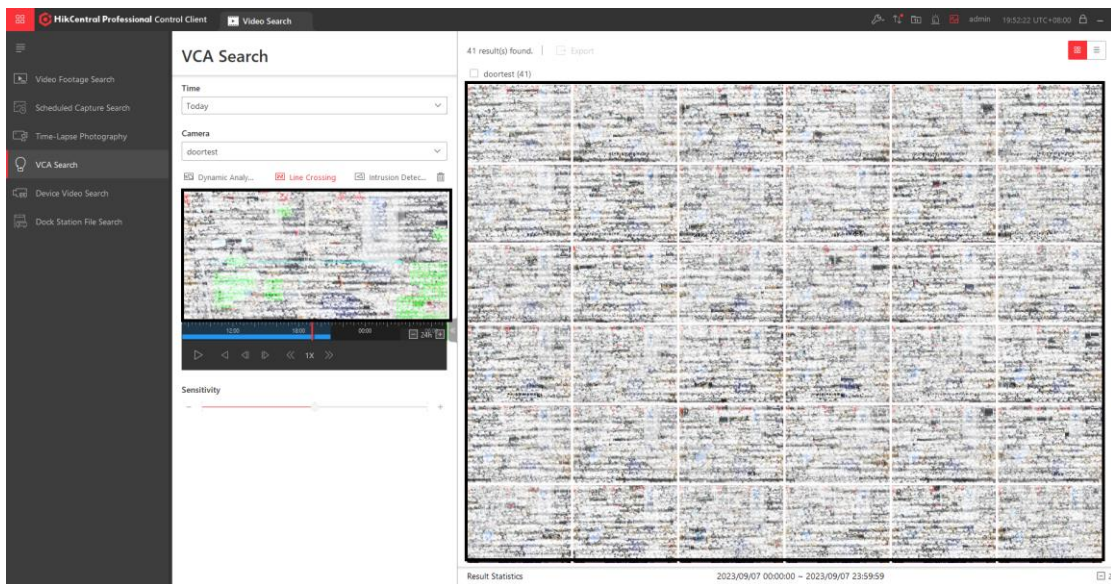 HikCentral Professional Control Client
Video Search
admin
19:52:22 UTC+08:00
Video Footage Search
Scheduled Capture Search
Time-Lapse Photography
VCA Search
Device Video Search
Dock Station File Search
VCA Search
Time
Today
Camera
doortest
Dynamic Analy...
Line Crossing
Intrusion Detec...
12:00
18:00
00:00
24h
1X
Sensitivity
41 result(s) found.
Export
doortest (41)
Result Statistics
2023/09/07 00:00:00 ~ 2023/09/07 23:59:59